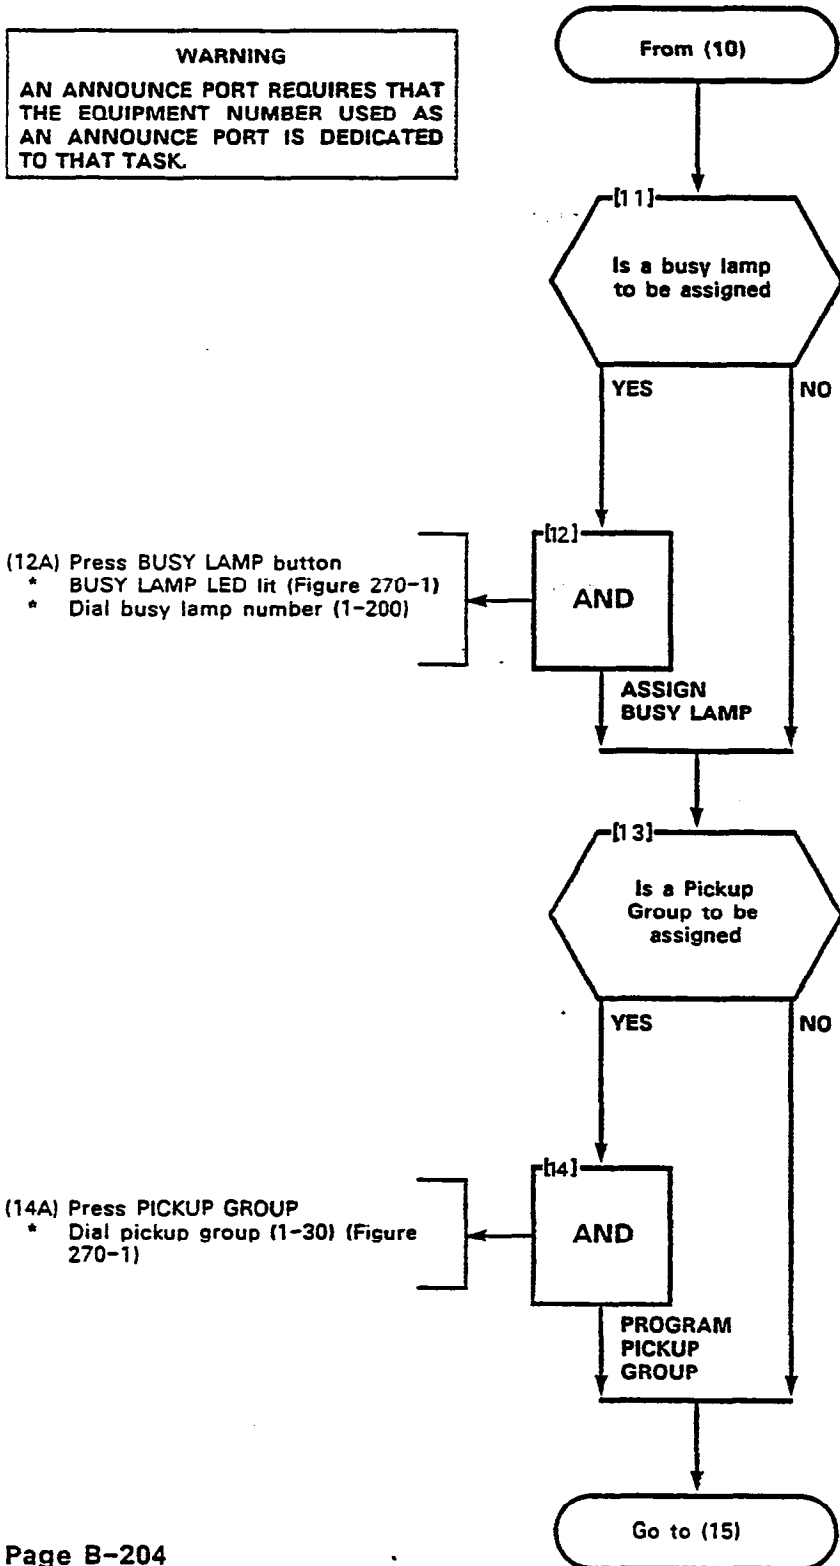 WARNING
AN ANNOUNCE PORT REQUIRES THAT
THE EQUIPMENT NUMBER USED AS
AN ANNOUNCE PORT IS DEDICATED
TO THAT TASK.
From (10)
[11]
Is a busy lamp
to be assigned
YES
NO
(12A) Press BUSY LAMP button
* BUSY LAMP LED lit (Figure 270-1)
* Dial busy lamp number (1-200)
[12]
AND
ASSIGN
BUSY LAMP
[13]
Is a Pickup
Group to be
assigned
YES
NO
(14A) Press PICKUP GROUP
* Dial pickup group (1-30) (Figure
270-1)
[14]
AND
PROGRAM
PICKUP
GROUP
Go to (15)
Page B-204